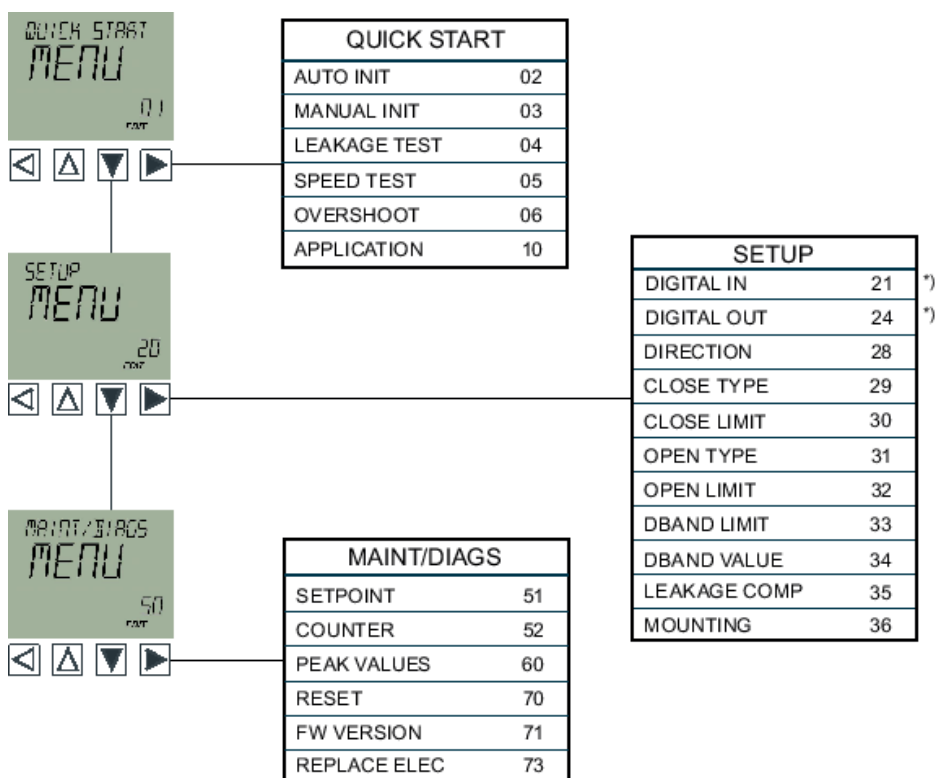 QUICK START
MENU
01
EDIT
QUICK START
AUTO INIT 02
MANUAL INIT 03
LEAKAGE TEST 04
SPEED TEST 05
OVERSHOOT 06
APPLICATION 10
SETUP
MENU
20
EDIT
SETUP
DIGITAL IN 21 *)
DIGITAL OUT 24 *)
DIRECTION 28
CLOSE TYPE 29
CLOSE LIMIT 30
OPEN TYPE 31
OPEN LIMIT 32
DBAND LIMIT 33
DBAND VALUE 34
LEAKAGE COMP 35
MOUNTING 36
MAINT/DIAGS
MENU
50
EDIT
MAINT/DIAGS
SETPOINT 51
COUNTER 52
PEAK VALUES 60
RESET 70
FW VERSION 71
REPLACE ELEC 73